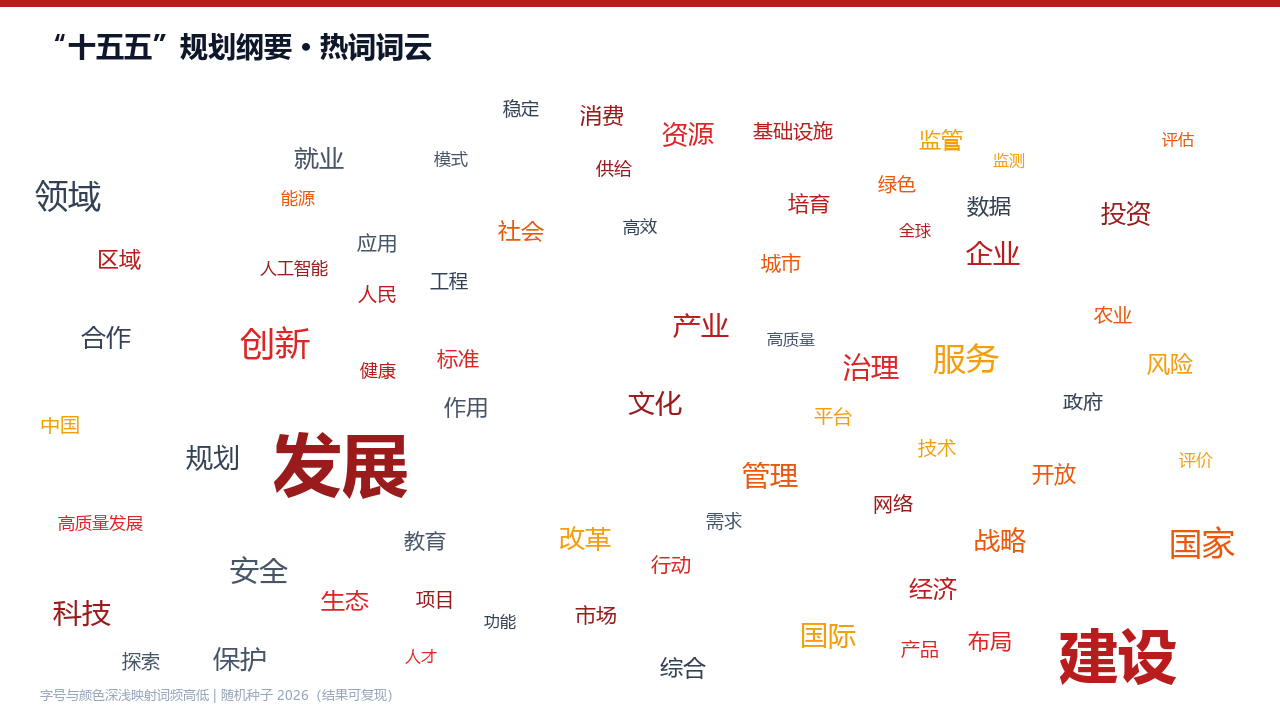 “十五五”规划纲要·热词词云
稳定
消费
资源
基础设施
监管
评估
就业
模式
供给
监测
领域
能源
培育
绿色
数据
投资
社会
高效
全球
应用
区域
人工智能
工程
城市
企业
人民
合作
创新
产业
高质量
农业
健康
标准
治理
服务
风险
作用
文化
平台
政府
中国
规划
发展
管理
技术
开放
评价
高质量发展
网络
需求
教育
改革
战略
国家
安全
行动
科技
生态
项目
功能
市场
经济
国际
探索
保护
人才
综合
产品
布局
建设
字号与颜色深浅映射词频高低 | 随机种子 2026（结果可复现）